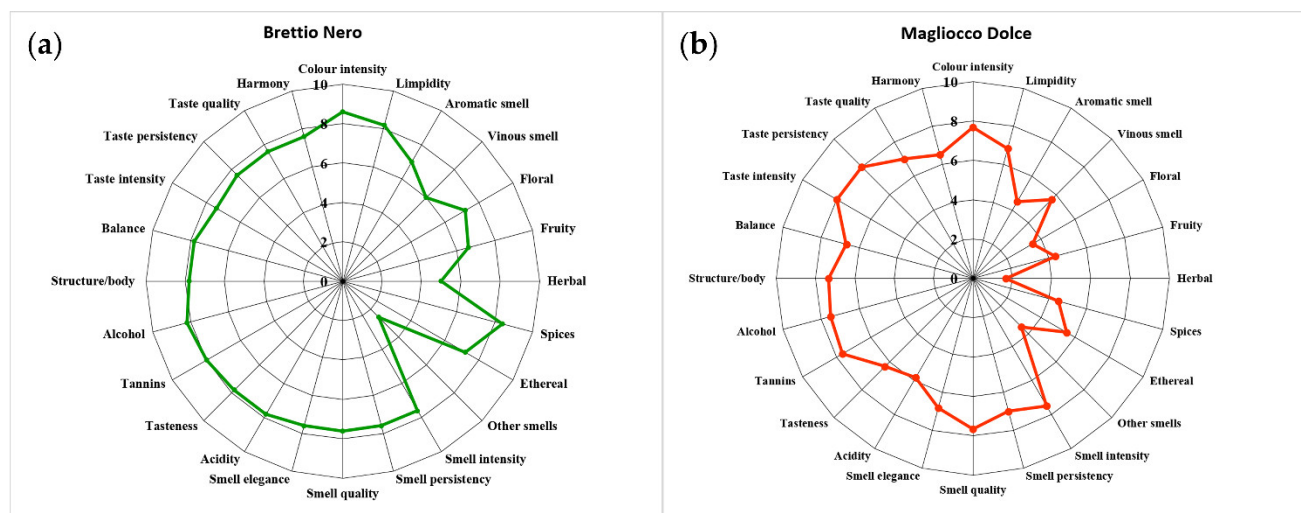 (a)
Brettio Nero
Colour intensity
Limpidity
Aromatic smell
Vinous smell
Floral
Fruity
Herbal
Spices
Ethereal
Other smells
Smell intensity
Smell persistency
Smell quality
Smell elegance
Acidity
Tasteness
Tannins
Alcohol
Structure/body
Balance
Taste intensity
Taste persistency
Taste quality
Harmony
10
8
6
4
2
0
(b)
Magliocco Dolce
Colour intensity
Limpidity
Aromatic smell
Vinous smell
Floral
Fruity
Herbal
Spices
Ethereal
Other smells
Smell intensity
Smell persistency
Smell quality
Smell elegance
Acidity
Tasteness
Tannins
Alcohol
Structure/body
Balance
Taste intensity
Taste persistency
Taste quality
Harmony
10
8
6
4
2
0